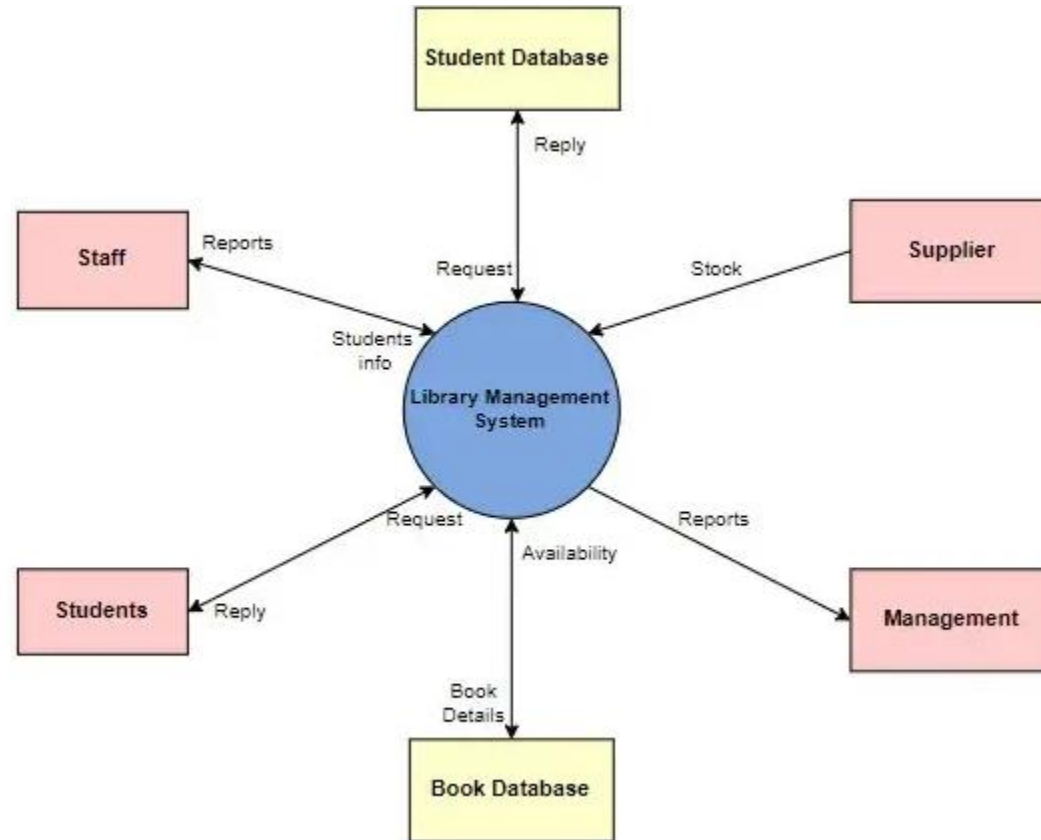 Student Database
Reply
Staff
Reports
Supplier
Request
Stock
Students
info
Library Management
System
Request
Reports
Availability
Students
Reply
Management
Book
Details
Book Database